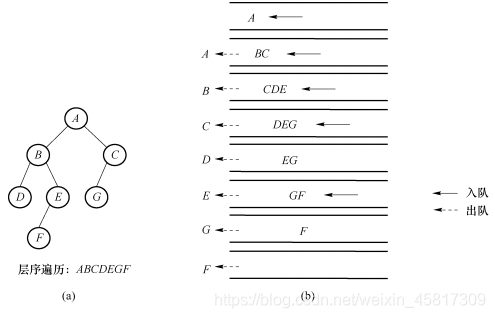 A
A
BC
B
CDE
C
DEG
D
EG
E
GF
G
F
F
入队
出队
A
B
C
D
E
G
F
层序遍历：ABCDEGF
(a)
(b)
https://blog.csdn.net/weixin_45817309